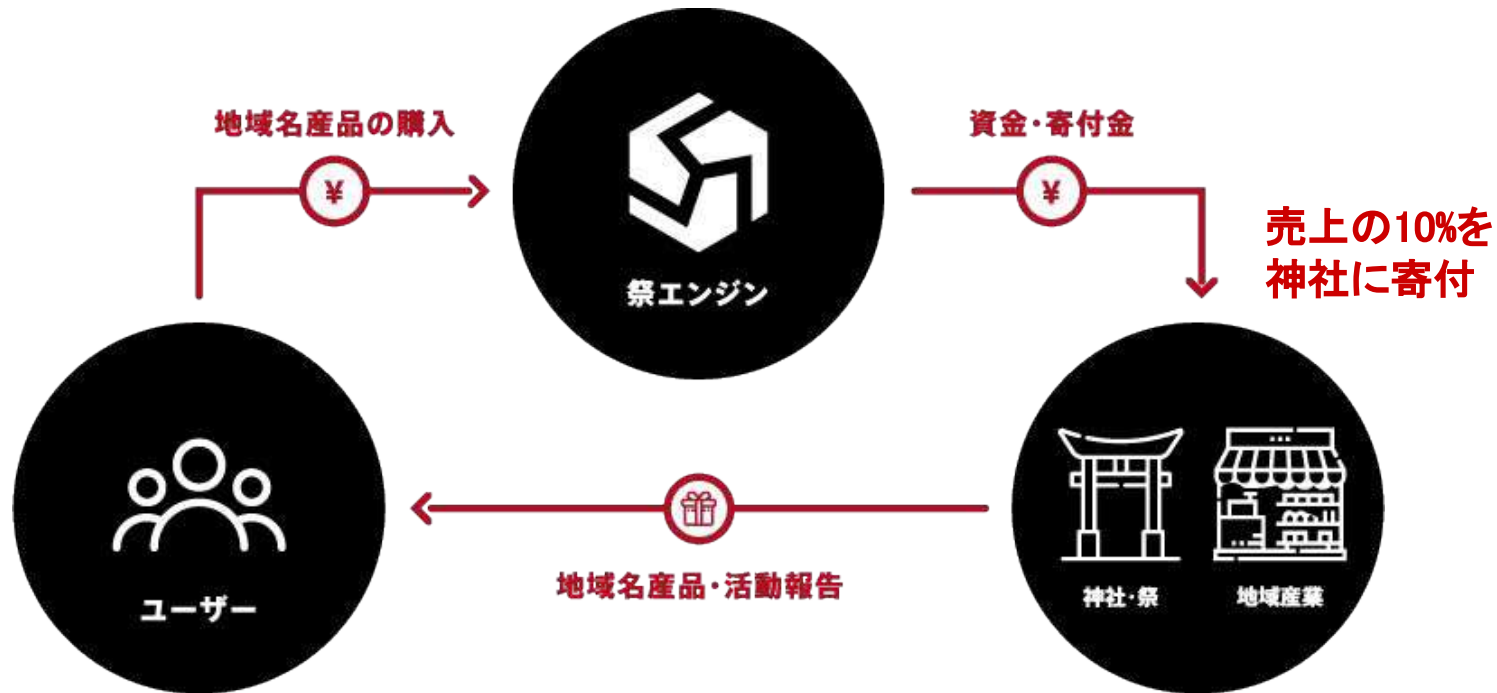 地域名産品の購入
¥
祭エンジン
資金・寄付金
¥
売上の10%を
神社に寄付
ユーザー
地域名産品・活動報告
神社・祭
地域産業